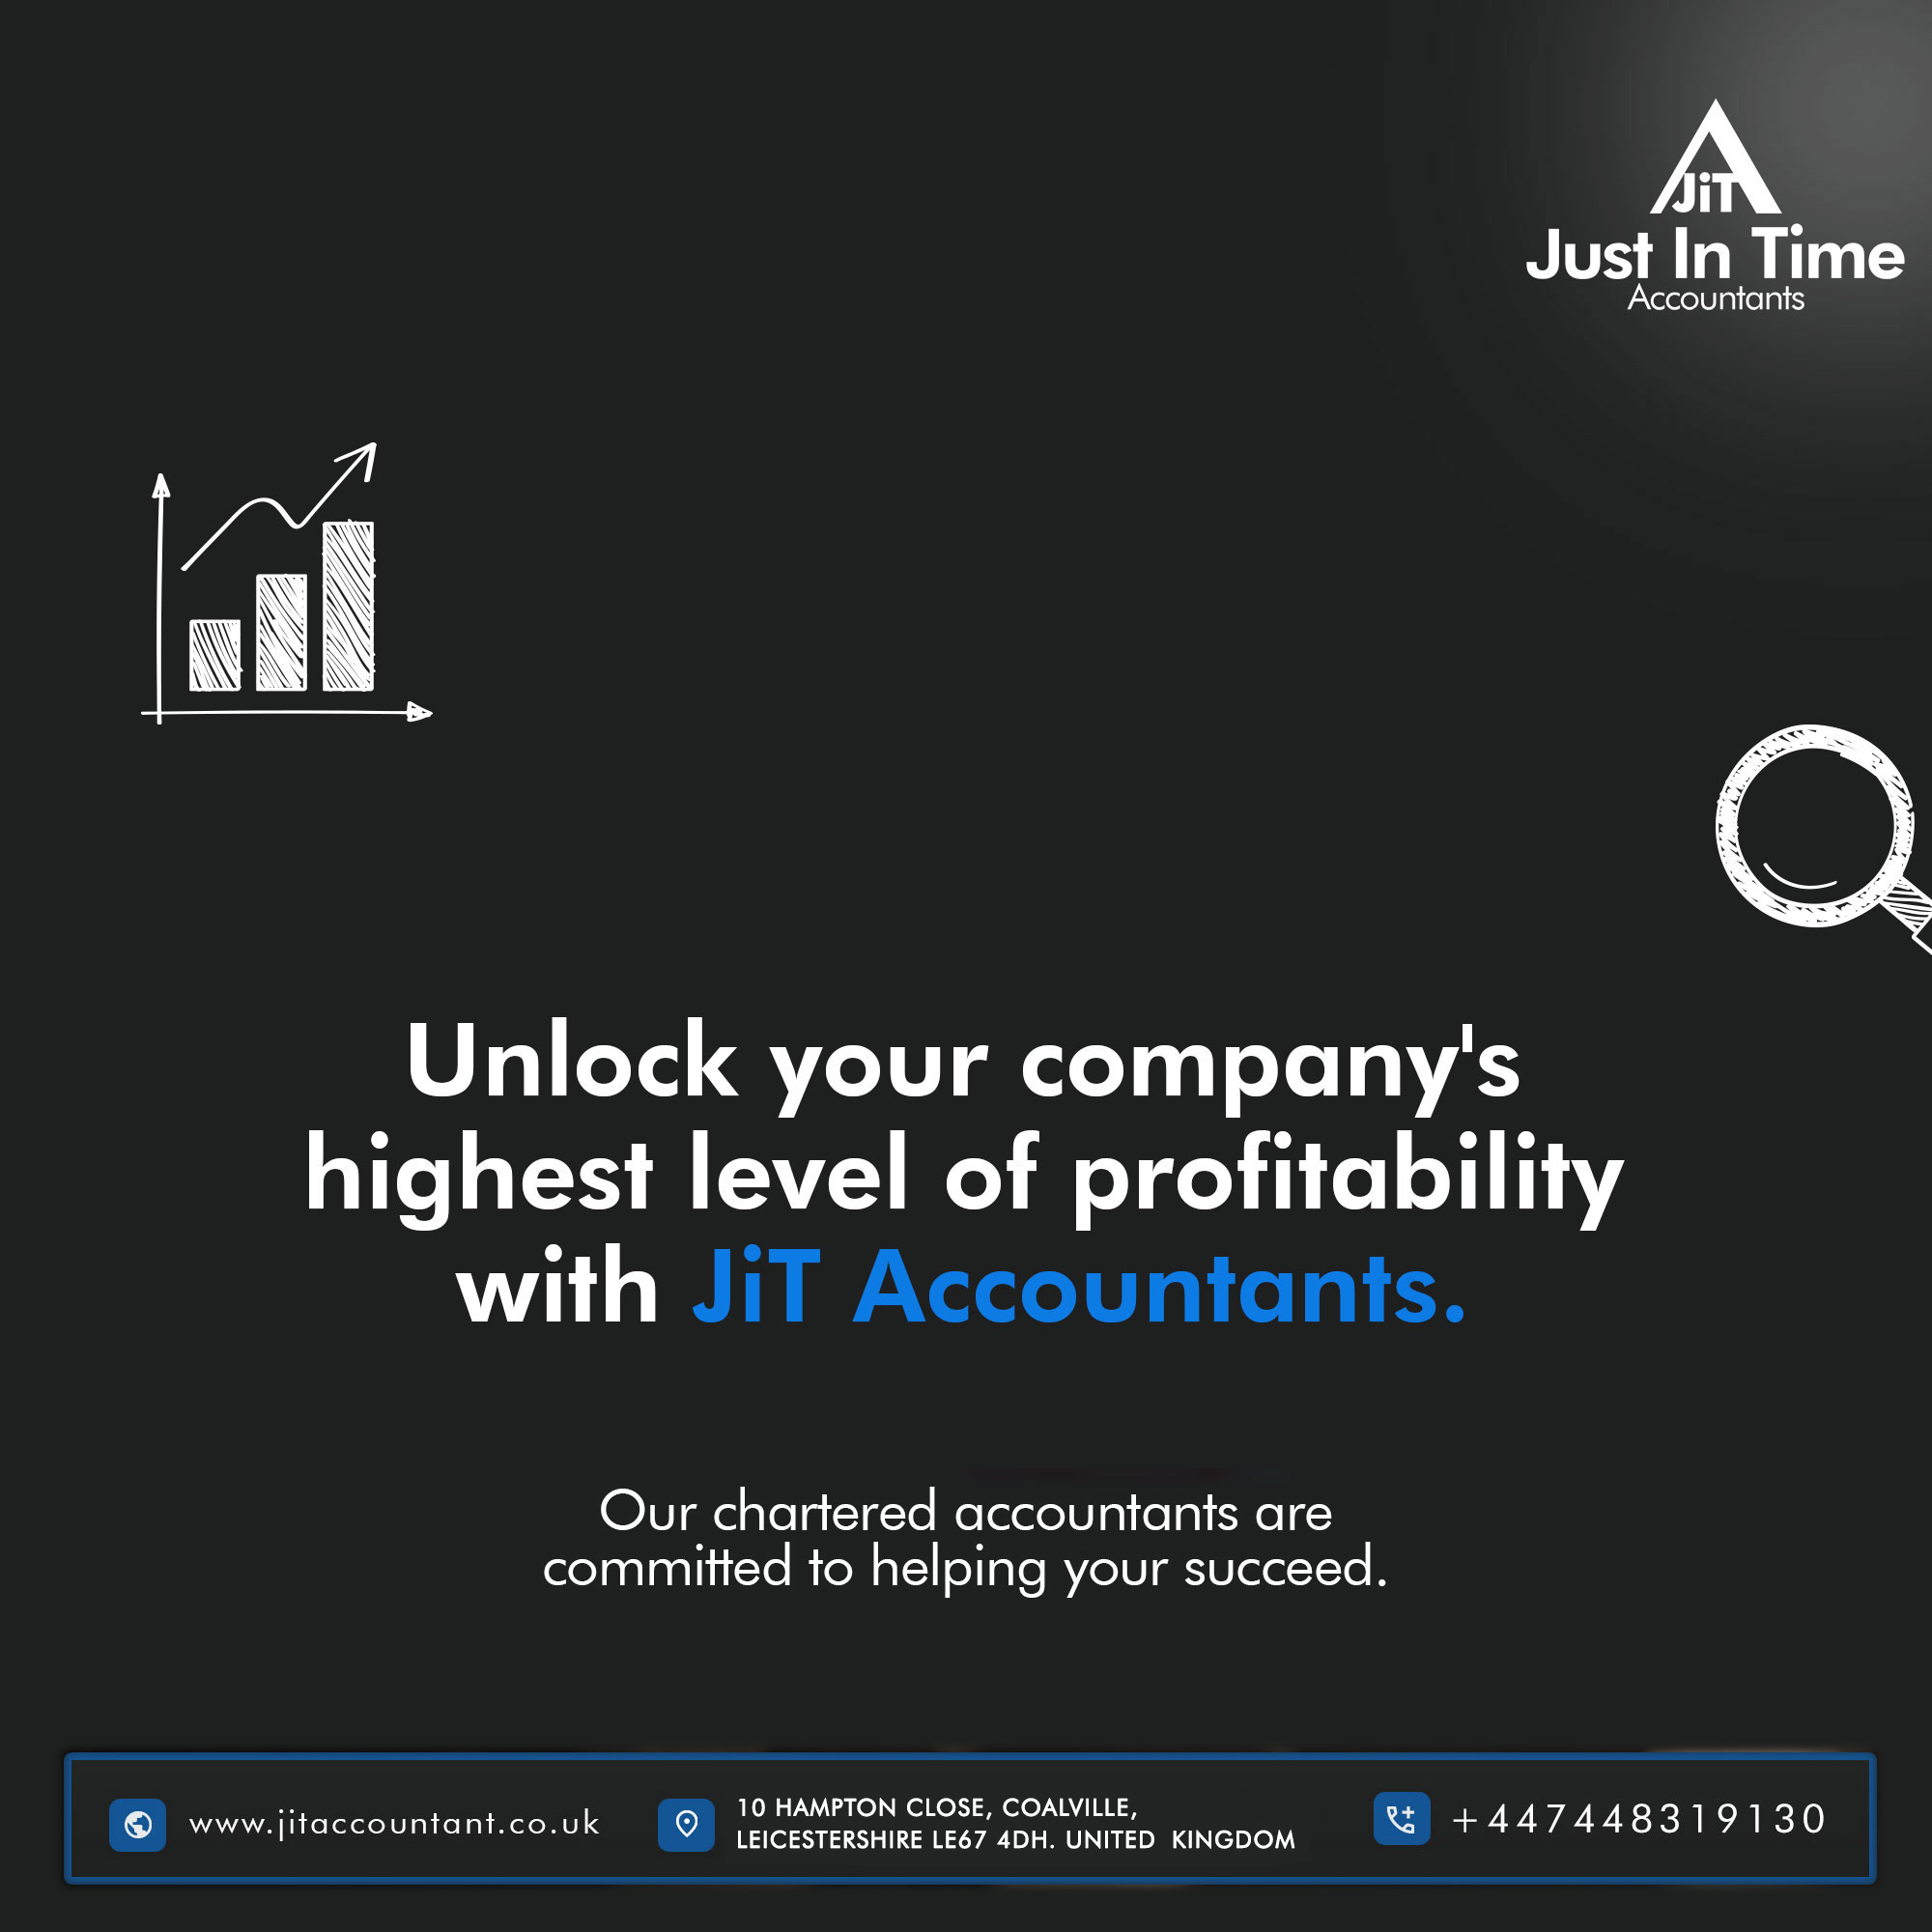 JiT
Just In Time
Accountants
Unlock your company's
highest level of profitability
with JiT Accountants.
Our chartered accountants are
committed to helping your succeed.
www.jitaccountant.co.uk
10 HAMPTON CLOSE, COALVILLE,
LEICESTERSHIRE LE67 4DH. UNITED KINGDOM
+447448319130